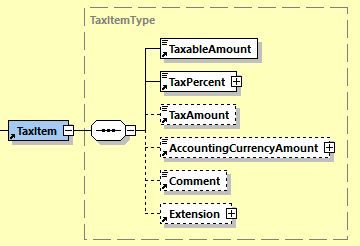 TaxItemType
TaxableAmount
TaxPercent
TaxAmount
TaxItem
AccountingCurrencyAmount
Comment
Extension